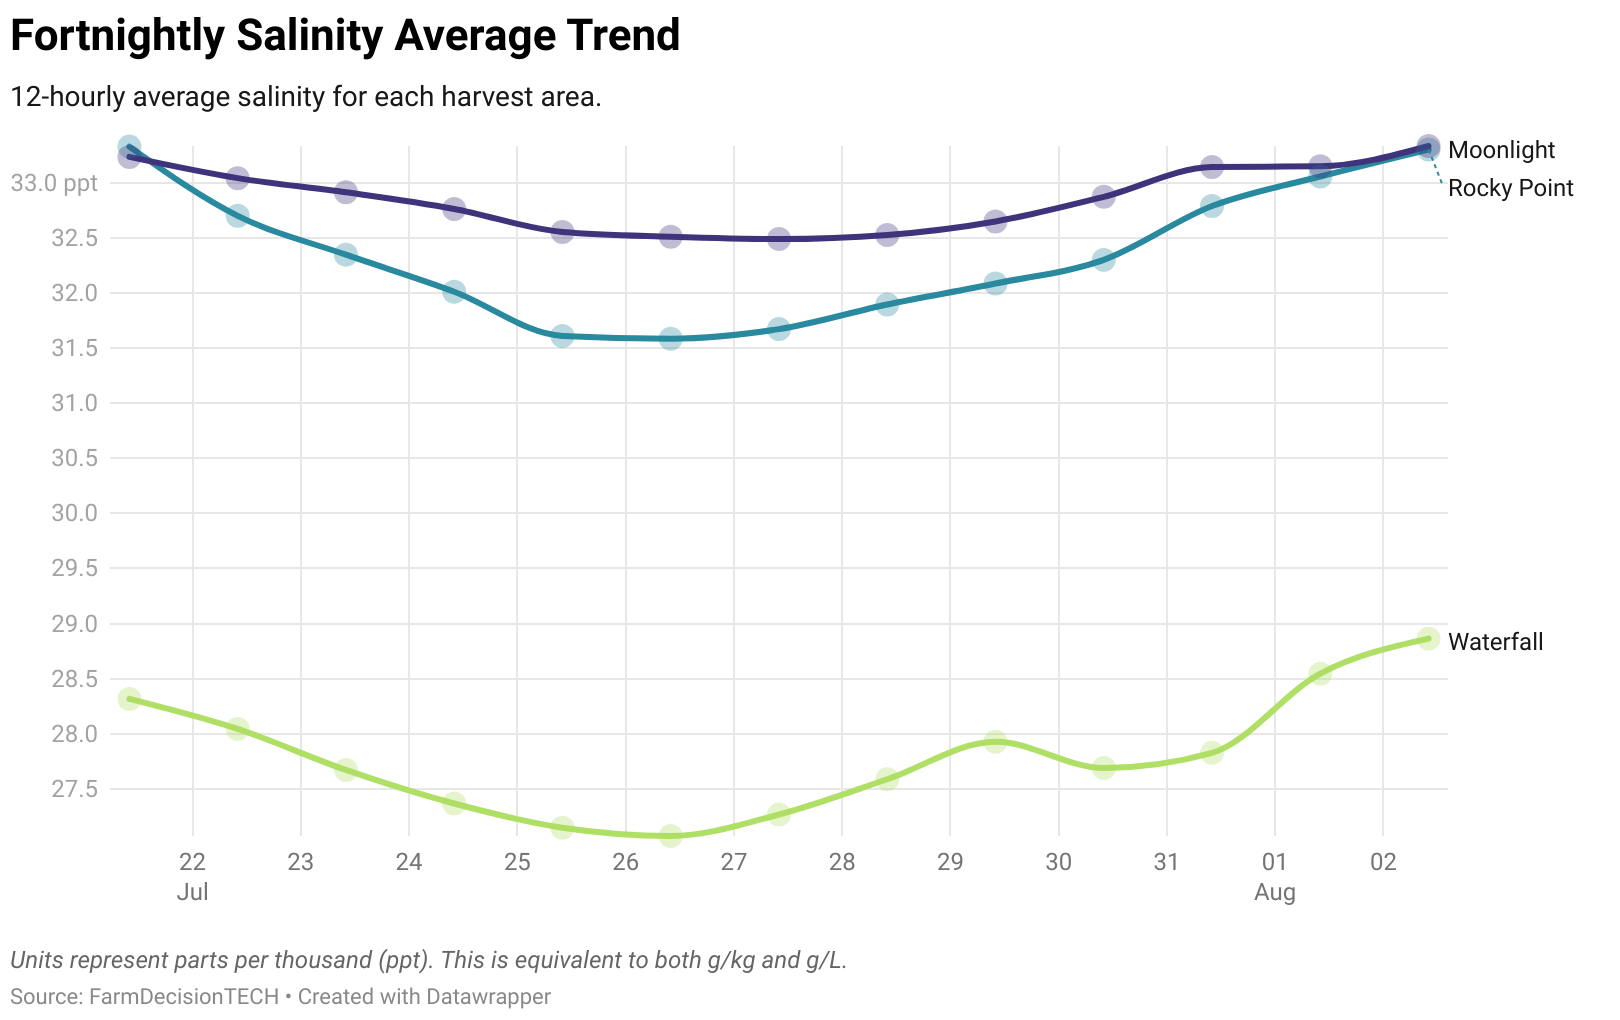 Fortnightly Salinity Average Trend
12-hourly average salinity for each harvest area.
33.0 ppt
32.5
32.0
31.5
31.0
30.5
30.0
29.5
29.0
28.5
28.0
27.5
Moonlight
Rocky Point
Waterfall
22 23 24 25 26 27 28 29 30 31 01 02
Jul Aug
Units represent parts per thousand (ppt). This is equivalent to both g/kg and g/L.
Source: FarmDecisionTECH • Created with Datawrapper